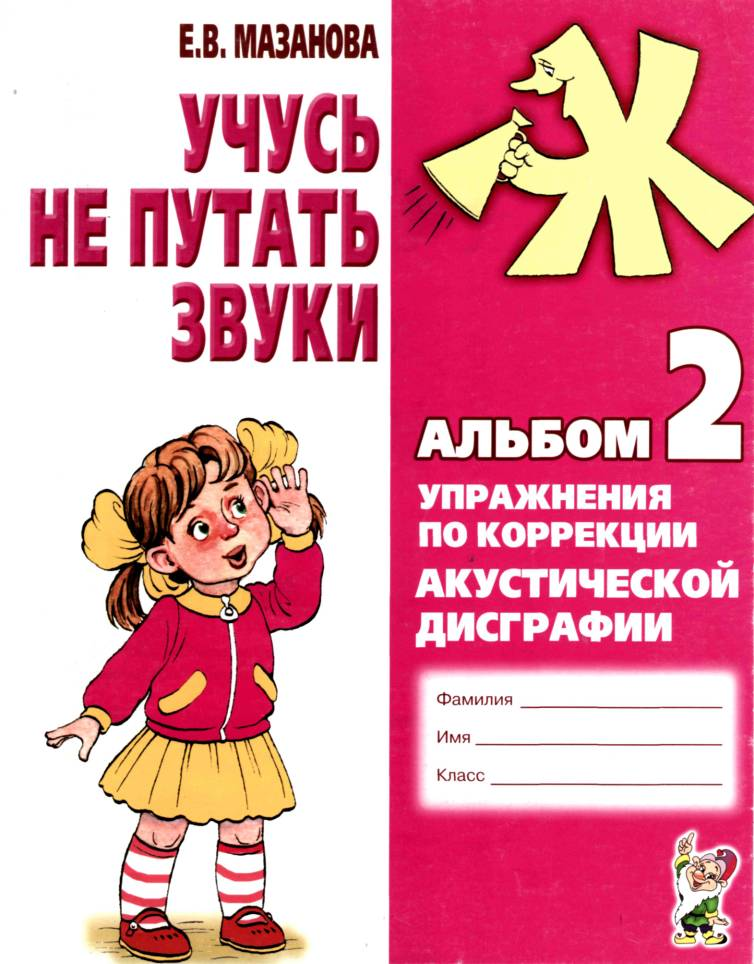 Е.В. МАЗАНОВА
УЧУСЬ
НЕ ПУТАТЬ
ЗВУКИ
Ж
АЛЬБОМ 2
УПРАЖНЕНИЯ
ПО КОРРЕКЦИИ
АКУСТИЧЕСКОЙ
ДИСГРАФИИ
Фамилия
Имя
Класс